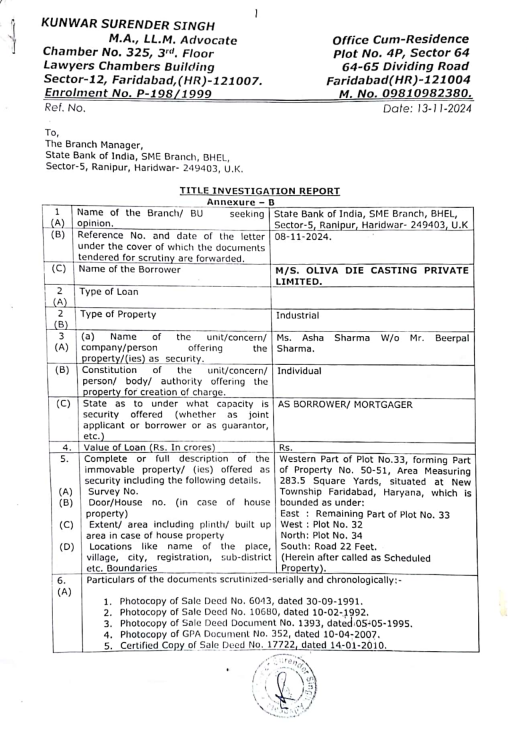 1
KUNWAR SURENDER SINGH
M.A., LL.M. Advocate
Chamber No. 325, 3rd. Floor
Lawyers Chambers Building
Sector-12, Faridabad,(HR)-121007.
Enrolment No. P-198/1999
Office Cum-Residence
Plot No. 4P, Sector 64
64-65 Dividing Road
Faridabad(HR)-121004
M. No. 09810982380.
Ref. No.
Date: 13-11-2024
To,
The Branch Manager,
State Bank of India, SME Branch, BHEL,
Sector-5, Ranipur, Haridwar- 249403, U.K.
TITLE INVESTIGATION REPORT
Annexure – B
1
(A)
Name of the Branch/ BU seeking
opinion.
State Bank of India, SME Branch, BHEL,
Sector-5, Ranipur, Haridwar- 249403, U.K
(B)
Reference No. and date of the letter
under the cover of which the documents
tendered for scrutiny are forwarded.
08-11-2024.
(C)
Name of the Borrower
M/S. OLIVA DIE CASTING PRIVATE
LIMITED.
2
(A)
Type of Loan
2
(B)
Type of Property
Industrial
3
(A)
(a) Name of the unit/concern/
company/person offering the
property/(ies) as security.
Ms. Asha Sharma W/o Mr. Beerpal
Sharma.
(B)
Constitution of the unit/concern/
person/ body/ authority offering the
property for creation of charge.
Individual
(C)
State as to under what capacity is
security offered (whether as joint
applicant or borrower or as guarantor,
etc.)
AS BORROWER/ MORTGAGER
4.
Value of Loan (Rs. In crores)
Rs.
5.
Complete or full description of the
immovable property/ (ies) offered as
security including the following details.
(A)
Survey No.
(B)
Door/House no. (in case of house
property)
(C)
Extent/ area including plinth/ built up
area in case of house property
(D)
Locations like name of the place,
village, city, registration, sub-district
etc. Boundaries
Western Part of Plot No.33, forming Part
of Property No. 50-51, Area Measuring
283.5 Square Yards, situated at New
Township Faridabad, Haryana, which is
bounded as under:
East : Remaining Part of Plot No. 33
West : Plot No. 32
North: Plot No. 34
South: Road 22 Feet.
(Herein after called as Scheduled
Property).
6.
(A)
Particulars of the documents scrutinized-serially and chronologically:-
1. Photocopy of Sale Deed No. 6043, dated 30-09-1991.
2. Photocopy of Sale Deed No. 10680, dated 10-02-1992.
3. Photocopy of Sale Deed Document No. 1393, dated 05-05-1995.
4. Photocopy of GPA Document No. 352, dated 10-04-2007.
5. Certified Copy of Sale Deed No. 17722, dated 14-01-2010.
Surender Singh